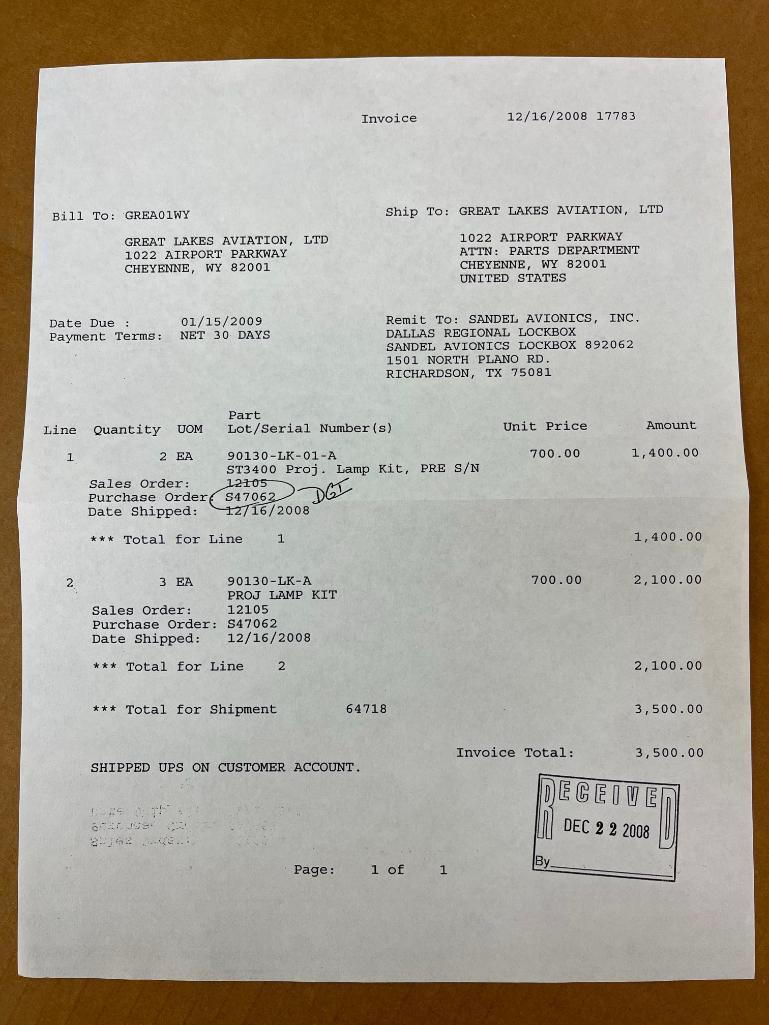 Invoice 12/16/2008 17783
Bill To: GREA01WY
GREAT LAKES AVIATION, LTD
1022 AIRPORT PARKWAY
CHEYENNE, WY 82001
Ship To: GREAT LAKES AVIATION, LTD
1022 AIRPORT PARKWAY
ATTN: PARTS DEPARTMENT
CHEYENNE, WY 82001
UNITED STATES
Date Due : 01/15/2009
Payment Terms: NET 30 DAYS
Remit To: SANDEL AVIONICS, INC.
DALLAS REGIONAL LOCKBOX
SANDEL AVIONICS LOCKBOX 892062
1501 NORTH PLANO RD.
RICHARDSON, TX 75081
Part
Line Quantity UOM Lot/Serial Number(s) Unit Price Amount
1 2 EA 90130-LK-01-A 700.00 1,400.00
ST3400 Proj. Lamp Kit, PRE S/N
Sales Order: 12105
Purchase Order: S47062 DGI
Date Shipped: 12/16/2008
*** Total for Line 1 1,400.00
2 3 EA 90130-LK-A 700.00 2,100.00
PROJ LAMP KIT
Sales Order: 12105
Purchase Order: S47062
Date Shipped: 12/16/2008
*** Total for Line 2 2,100.00
*** Total for Shipment 64718 3,500.00
Invoice Total: 3,500.00
SHIPPED UPS ON CUSTOMER ACCOUNT.
RECEIVED
DEC 22 2008
By
Page: 1 of 1